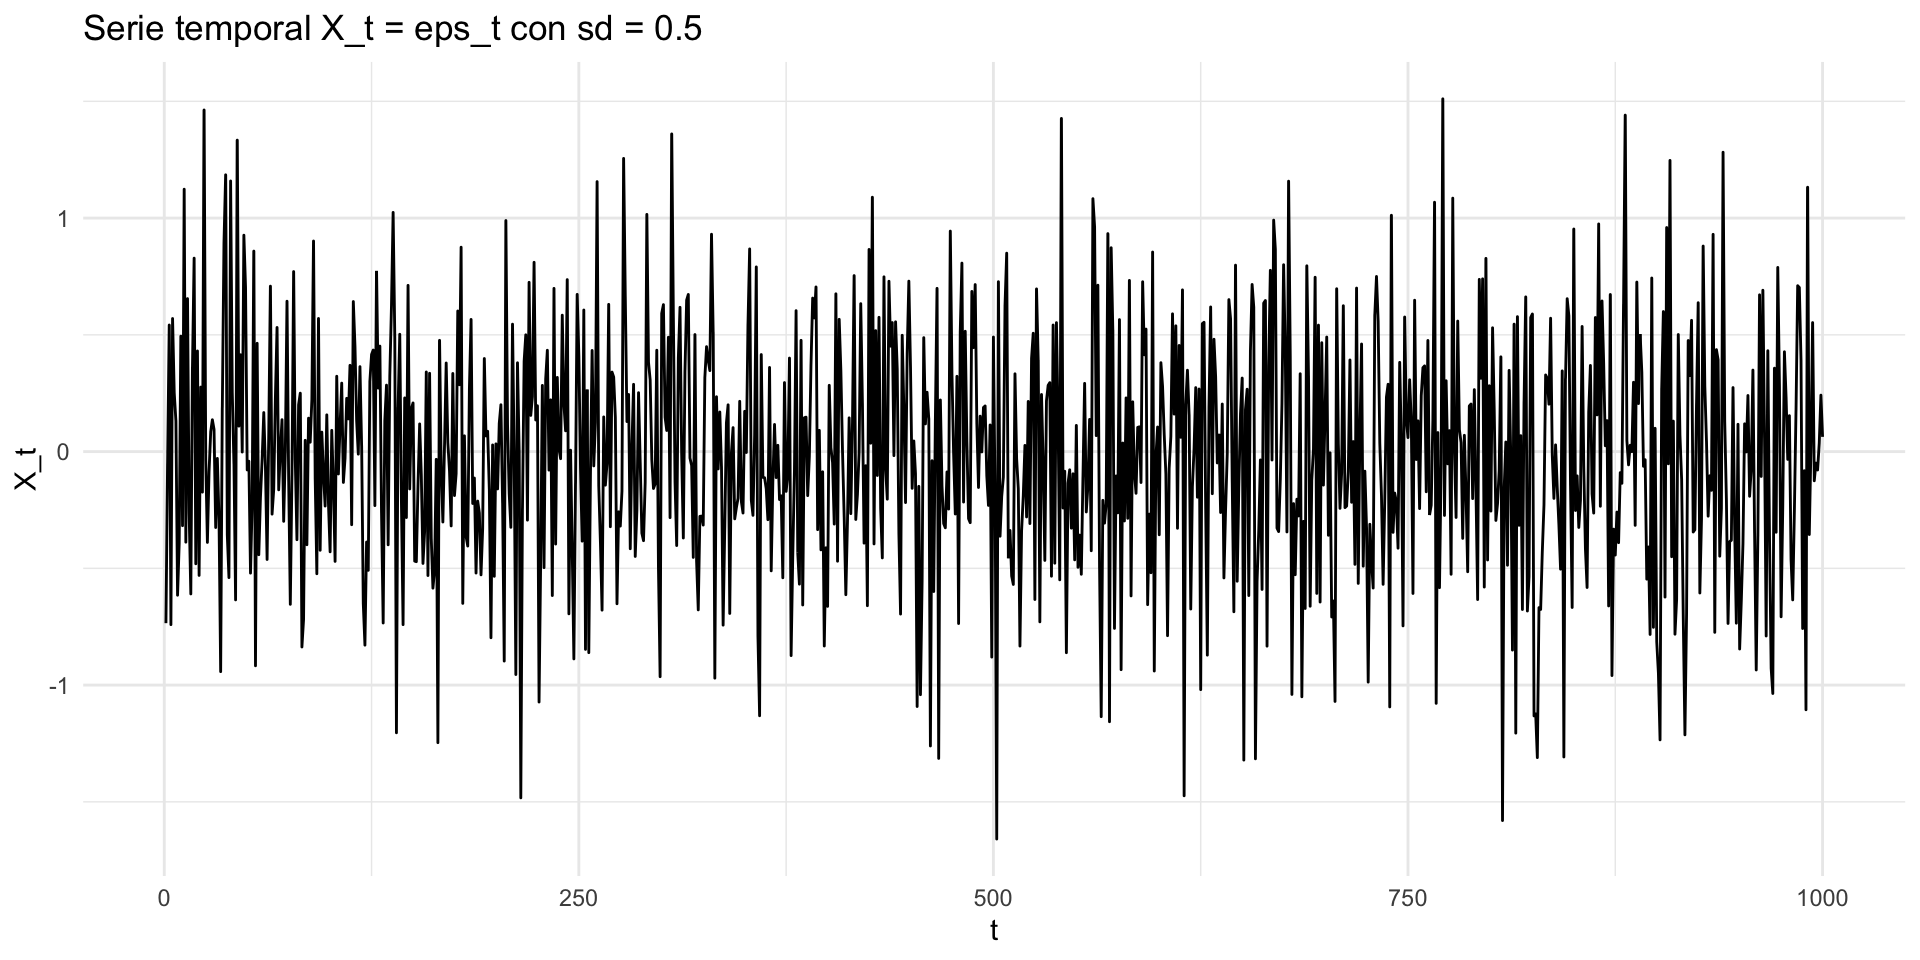 Serie temporal X_t = eps_t con sd = 0.5
X_t
1
0
-1
0 250 500 750 1000
t